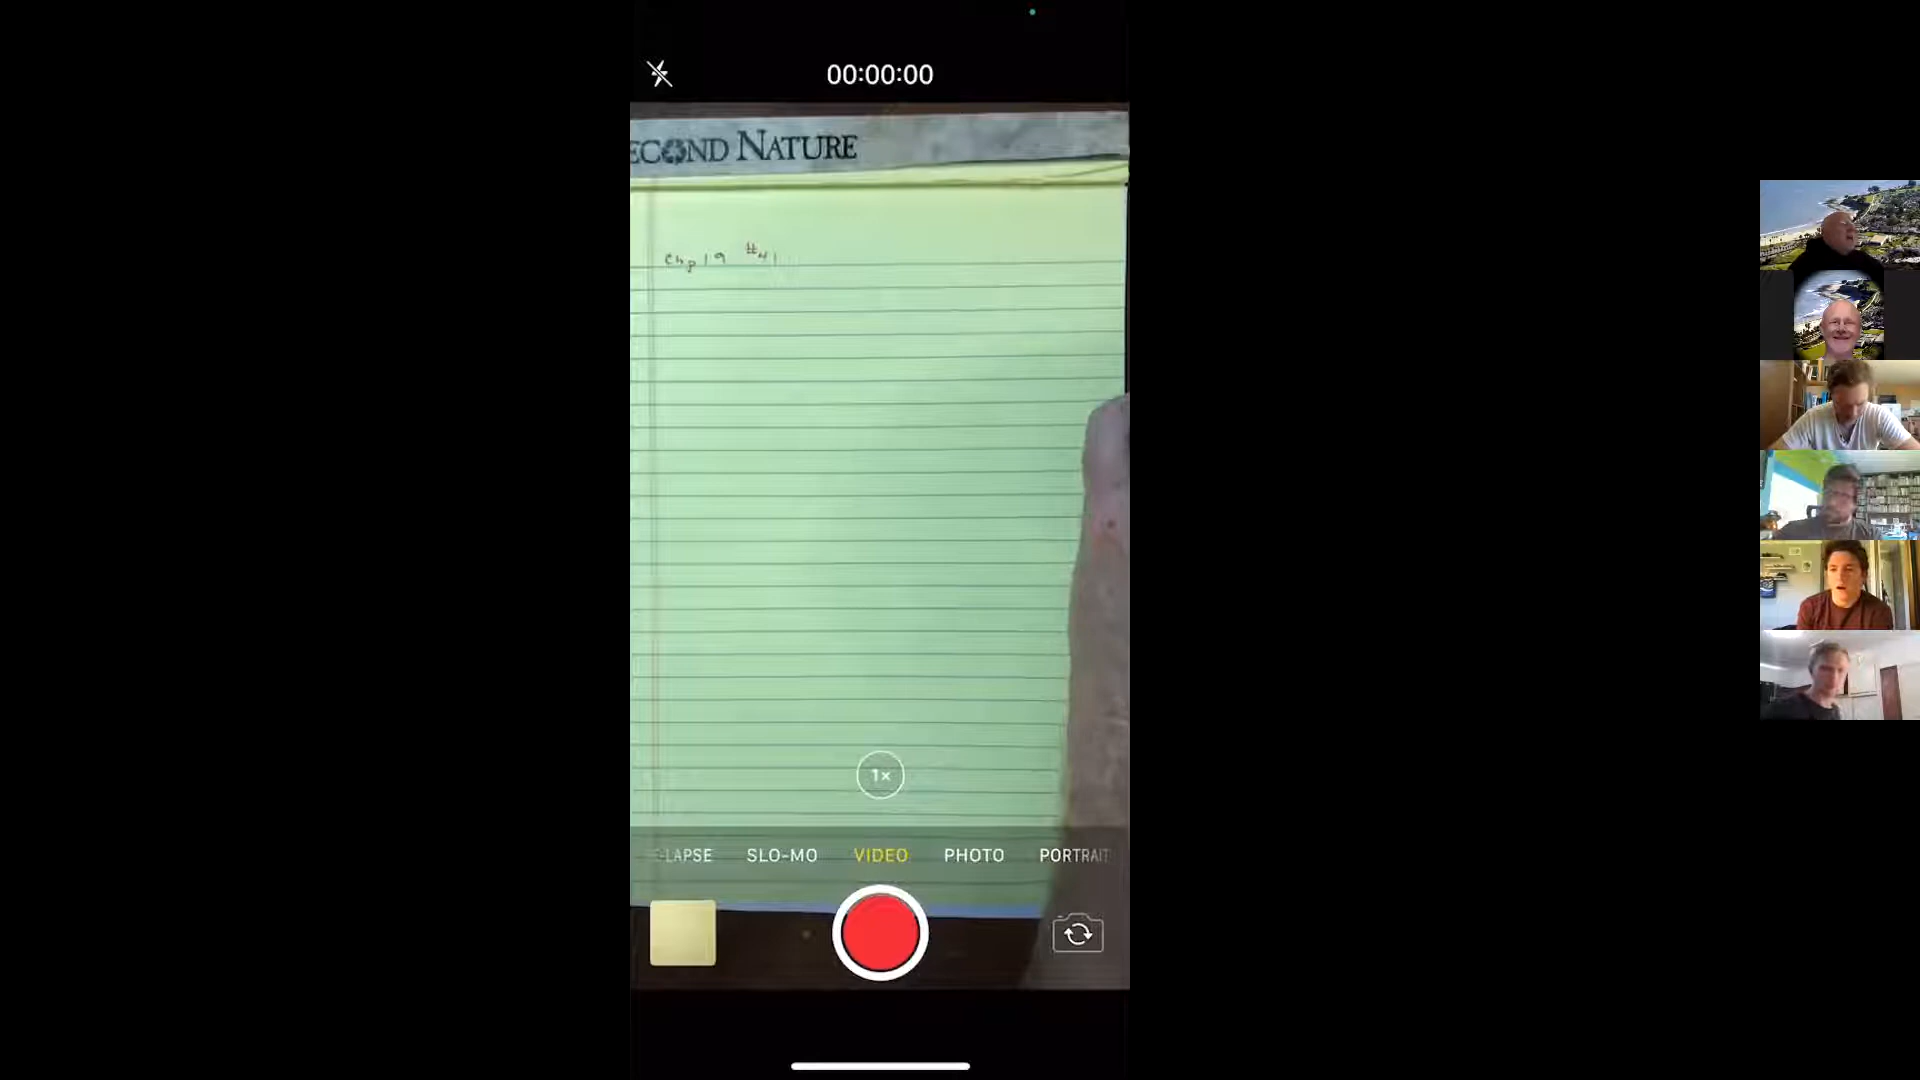 00:00:00
ECOND NATURE
Chp 19 #41
1×
E-LAPSE SLO-MO VIDEO PHOTO PORTRAIT